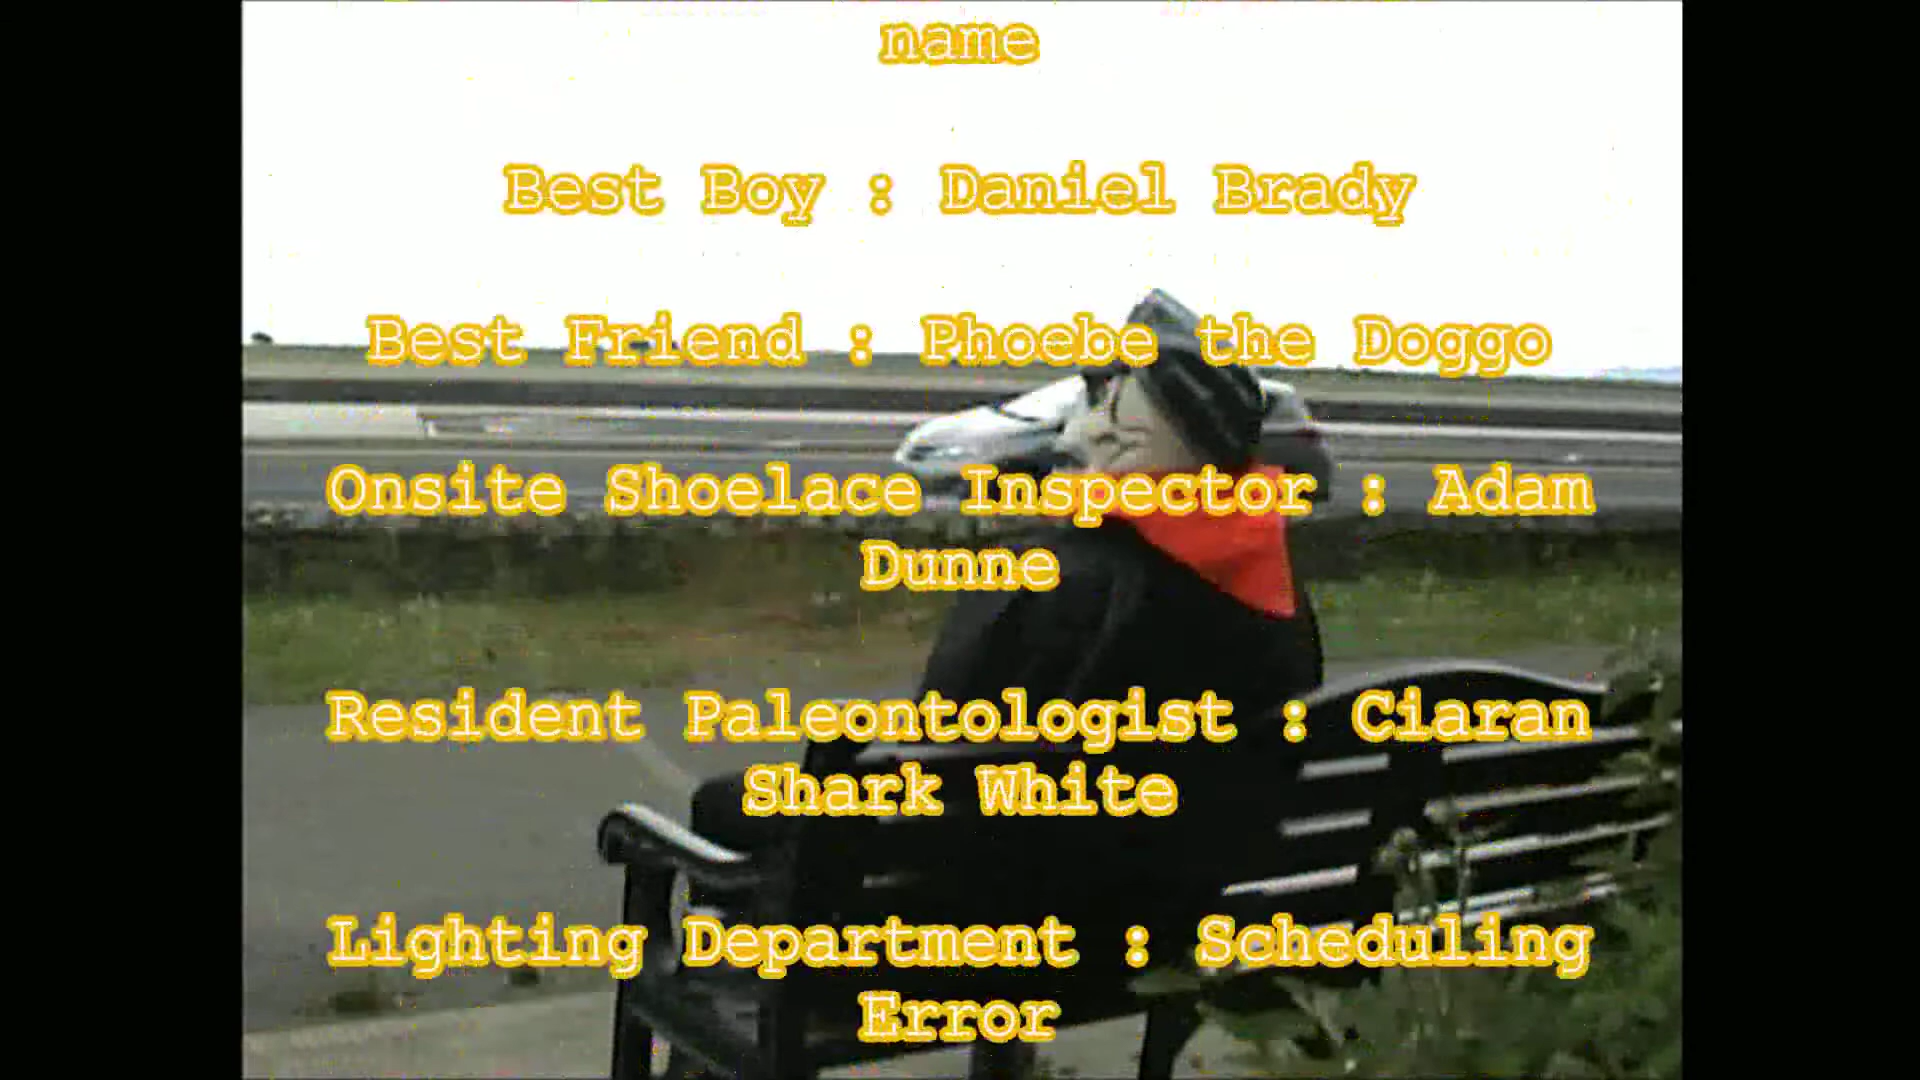 name
Best Boy : Daniel Brady
Best Friend : Phoebe the Doggo
Onsite Shoelace Inspector : Adam
Dunne
Resident Paleontologist : Ciaran
Shark White
Lighting Department : Scheduling
Error